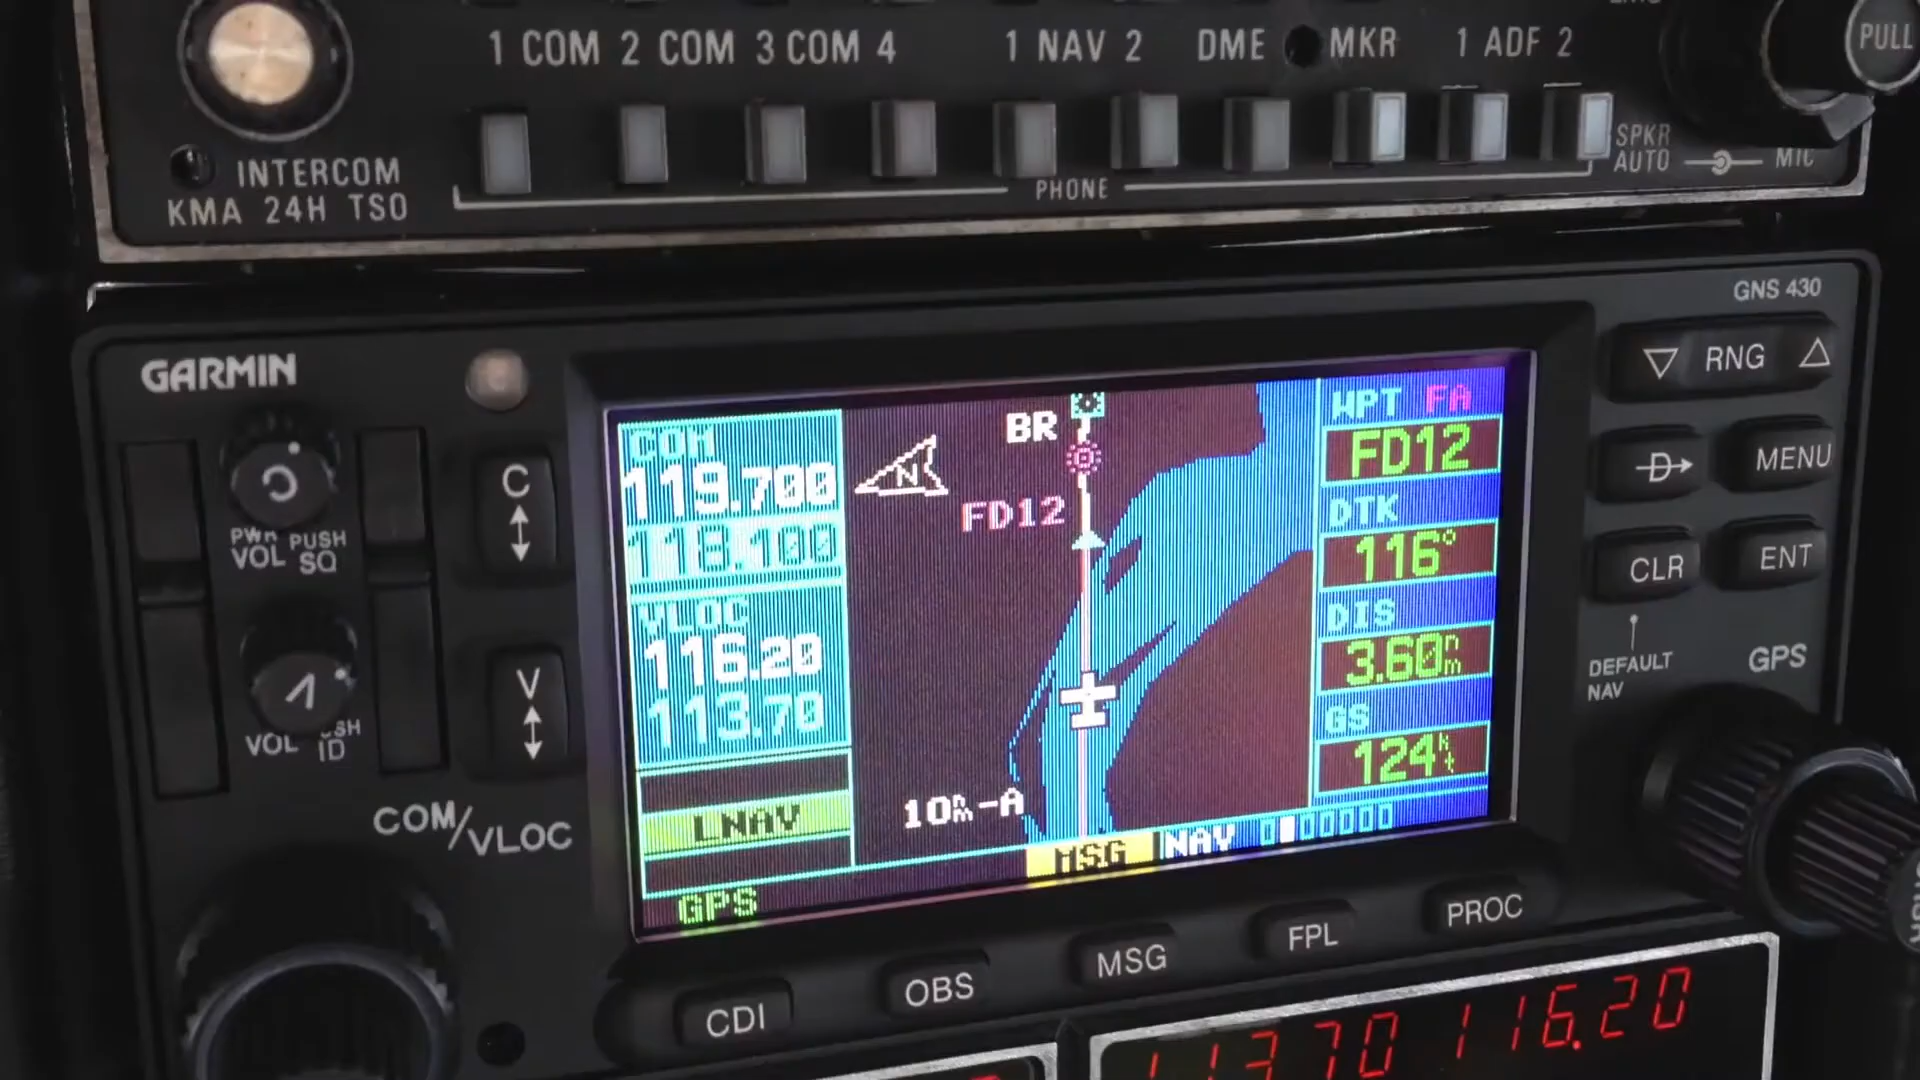 1 COM 2 COM 3 COM 4 1 NAV 2 DME MKR 1 ADF 2
PULL
INTERCOM
KMA 24H TSO
PHONE
SPKR
AUTO
MIC
GNS 430
GARMIN
RNG
MENU
CLR
ENT
DEFAULT
NAV
GPS
C
PWR
VOL
PUSH
SQ
V
VOL
ID
COM/VLOC
COM
119.700
118.100
VLOC
116.20
113.70
LNAV
GPS
BR
N
FD12
10nm-A
MSG
NAV
WPT FA
FD12
DTK
116°
DIS
3.60nm
GS
124kt
CDI
OBS
MSG
FPL
PROC
11370 116.20